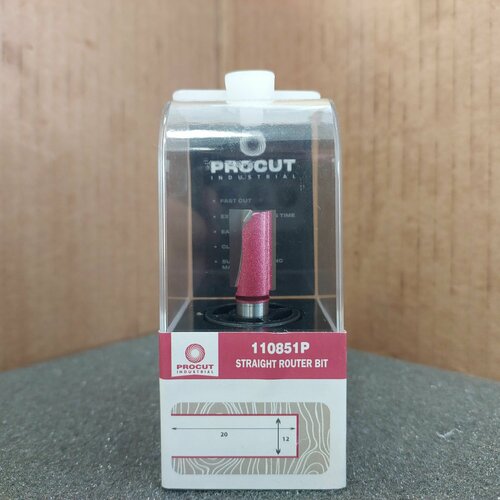 PROCUT
INDUSTRIAL
FAST CUT
TIME
PROCUT
INDUSTRIAL
110851P
STRAIGHT ROUTER BIT
20
12